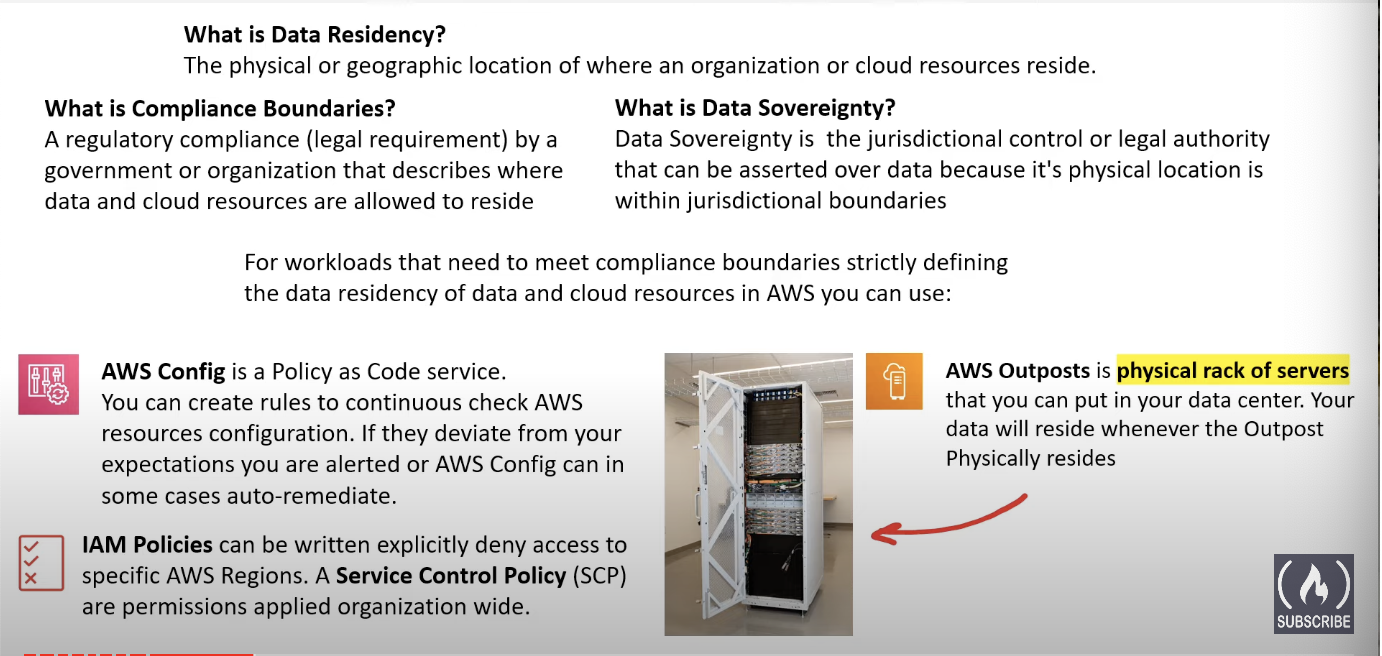 What is Data Residency?
The physical or geographic location of where an organization or cloud resources reside.
What is Compliance Boundaries?
A regulatory compliance (legal requirement) by a
government or organization that describes where
data and cloud resources are allowed to reside
What is Data Sovereignty?
Data Sovereignty is the jurisdictional control or legal authority
that can be asserted over data because it's physical location is
within jurisdictional boundaries
For workloads that need to meet compliance boundaries strictly defining
the data residency of data and cloud resources in AWS you can use:
AWS Config is a Policy as Code service.
You can create rules to continuous check AWS
resources configuration. If they deviate from your
expectations you are alerted or AWS Config can in
some cases auto-remediate.
IAM Policies can be written explicitly deny access to
specific AWS Regions. A Service Control Policy (SCP)
are permissions applied organization wide.
AWS Outposts is physical rack of servers
that you can put in your data center. Your
data will reside whenever the Outpost
Physically resides
SUBSCRIBE